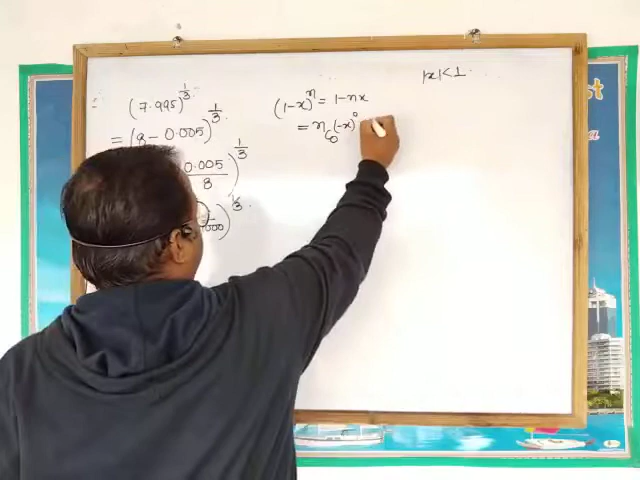 (7.995)^1/3
= (8 - 0.005)^1/3
0.005/8)^1/3
000)^1/3
|x|<1
(1-x)^n = 1-nx
= nC0(-x)^0